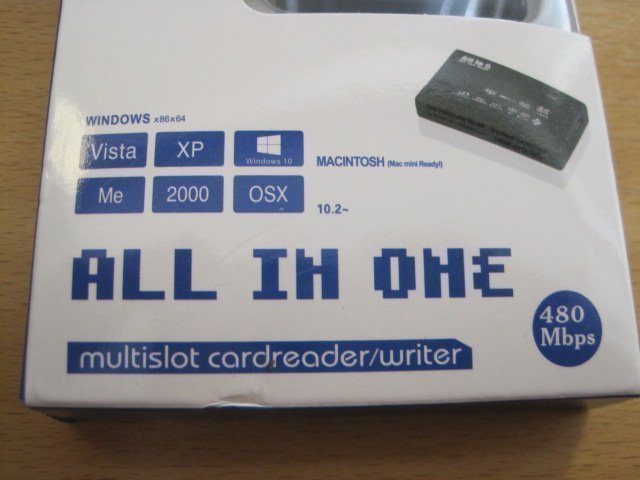 WINDOWS x86x64
Vista XP Windows 10
MACINTOSH (Mac mini Ready!)
Me 2000 OSX
10.2~
ALL IN ONE
480
Mbps
multislot cardreader/writer